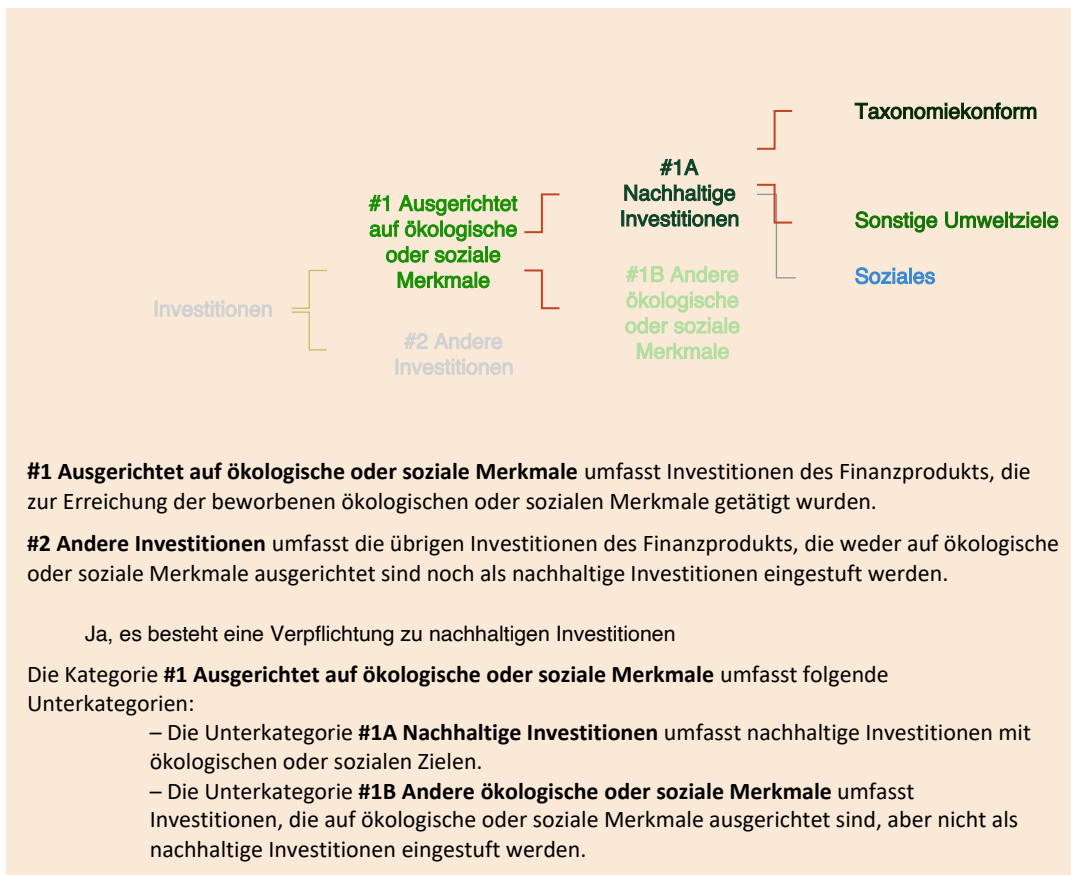 Taxonomiekonform
#1A
Nachhaltige
Investitionen
#1 Ausgerichtet
auf ökologische
oder soziale
Merkmale
Sonstige Umweltziele
#1B Andere
ökologische
oder soziale
Merkmale
Soziales
Investitionen
#2 Andere
Investitionen
#1 Ausgerichtet auf ökologische oder soziale Merkmale umfasst Investitionen des Finanzprodukts, die
zur Erreichung der beworbenen ökologischen oder sozialen Merkmale getätigt wurden.
#2 Andere Investitionen umfasst die übrigen Investitionen des Finanzprodukts, die weder auf ökologische
oder soziale Merkmale ausgerichtet sind noch als nachhaltige Investitionen eingestuft werden.
Ja, es besteht eine Verpflichtung zu nachhaltigen Investitionen
Die Kategorie #1 Ausgerichtet auf ökologische oder soziale Merkmale umfasst folgende
Unterkategorien:
– Die Unterkategorie #1A Nachhaltige Investitionen umfasst nachhaltige Investitionen mit
ökologischen oder sozialen Zielen.
– Die Unterkategorie #1B Andere ökologische oder soziale Merkmale umfasst
Investitionen, die auf ökologische oder soziale Merkmale ausgerichtet sind, aber nicht als
nachhaltige Investitionen eingestuft werden.